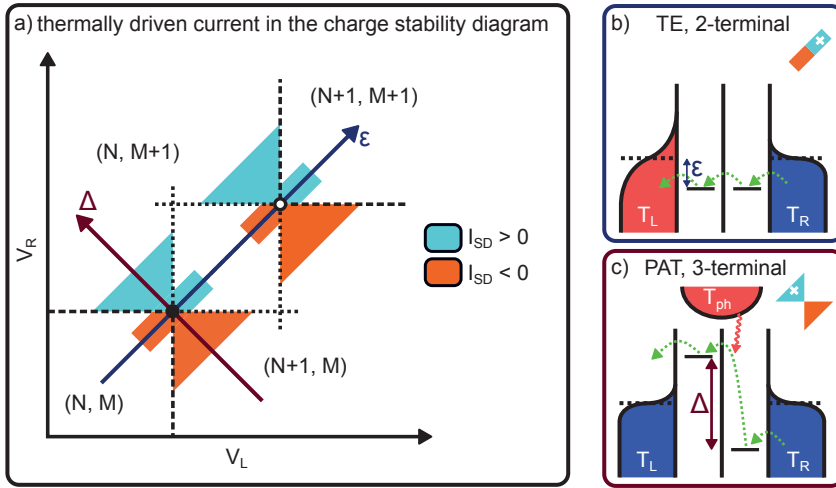 a) thermally driven current in the charge stability diagram
(N+1, M+1)
(N, M+1)
ε
Δ
V_R
I_SD > 0
I_SD < 0
(N+1, M)
(N, M)
V_L
b) TE, 2-terminal
ε
T_L
T_R
c) PAT, 3-terminal
T_ph
Δ
T_L
T_R